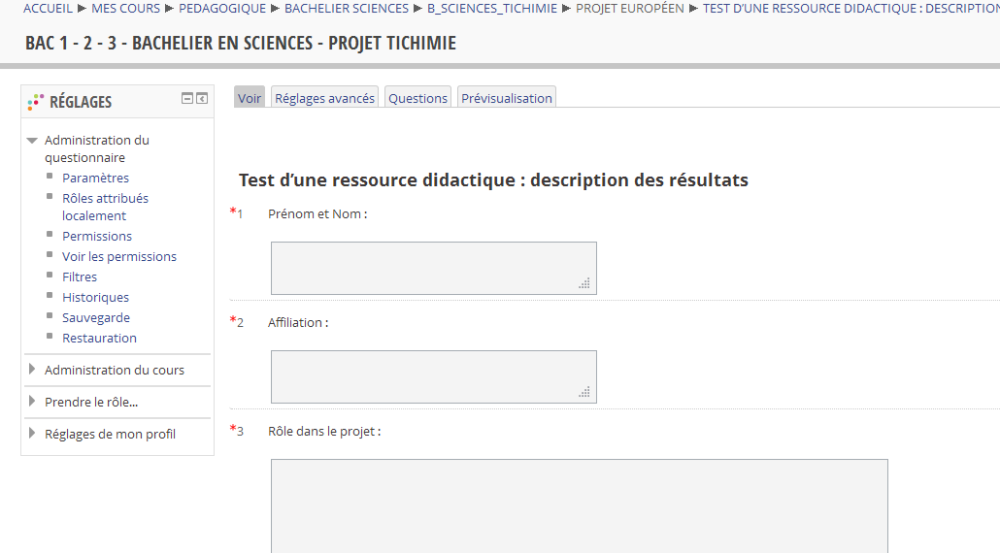 ACCUEIL ► MES COURS ► PEDAGOGIQUE ► BACHELIER SCIENCES ► B_SCIENCES_TICHIMIE ► PROJET EUROPÉEN ► TEST D'UNE RESSOURCE DIDACTIQUE : DESCRIPTION
BAC 1 - 2 - 3 - BACHELIER EN SCIENCES - PROJET TICHIMIE
RÉGLAGES
Administration du
questionnaire
Paramètres
Rôles attribués
localement
Permissions
Voir les permissions
Filtres
Historiques
Sauvegarde
Restauration
Administration du cours
Prendre le rôle...
Réglages de mon profil
Voir Réglages avancés Questions Prévisualisation
Test d'une ressource didactique : description des résultats
*1 Prénom et Nom :
*2 Affiliation :
*3 Rôle dans le projet :